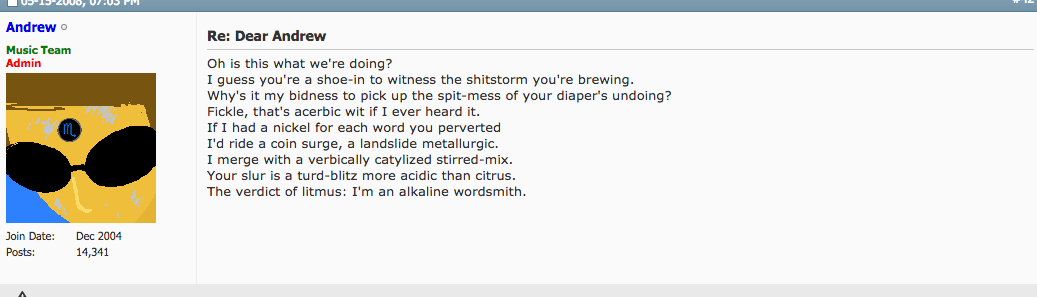 05-15-2008, 07:03 PM
#42
Andrew
Music Team
Admin
♏
Join Date: Dec 2004
Posts: 14,341
Re: Dear Andrew
Oh is this what we're doing?
I guess you're a shoe-in to witness the shitstorm you're brewing.
Why's it my bidness to pick up the spit-mess of your diaper's undoing?
Fickle, that's acerbic wit if I ever heard it.
If I had a nickel for each word you perverted
I'd ride a coin surge, a landslide metallurgic.
I merge with a verbically catylized stirred-mix.
Your slur is a turd-blitz more acidic than citrus.
The verdict of litmus: I'm an alkaline wordsmith.